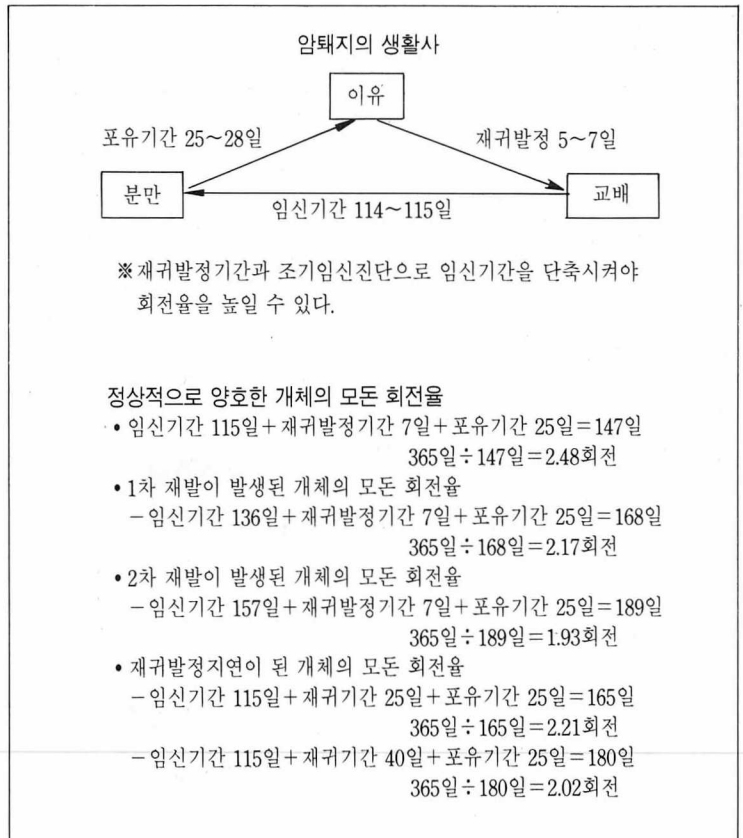 암퇘지의 생활사
이유
포유기간 25~28일
재귀발정 5~7일
분만
교배
임신기간 114~115일
※재귀발정기간과 조기임신진단으로 임신기간을 단축시켜야
회전율을 높일 수 있다.
정상적으로 양호한 개체의 모돈 회전율
• 임신기간 115일+재귀발정기간 7일+포유기간 25일=147일
365일÷147일=2.48회전
• 1차 재발이 발생된 개체의 모돈 회전율
-임신기간 136일+재귀발정기간 7일+포유기간 25일=168일
365일÷168일=2.17회전
• 2차 재발이 발생된 개체의 모돈 회전율
-임신기간 157일+재귀발정기간 7일+포유기간 25일=189일
365일÷189일=1.93회전
• 재귀발정지연이 된 개체의 모돈 회전율
-임신기간 115일+재귀기간 25일+포유기간 25일=165일
365일÷165일=2.21회전
-임신기간 115일+재귀기간 40일+포유기간 25일=180일
365일÷180일=2.02회전